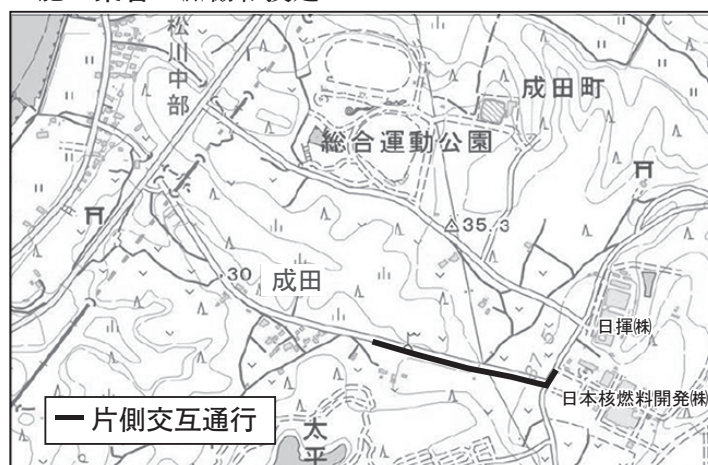 松川中部
成田町
総合運動公園
35.3
30
成田
日揮㈱
日本核燃料開発㈱
片側交互通行
太平